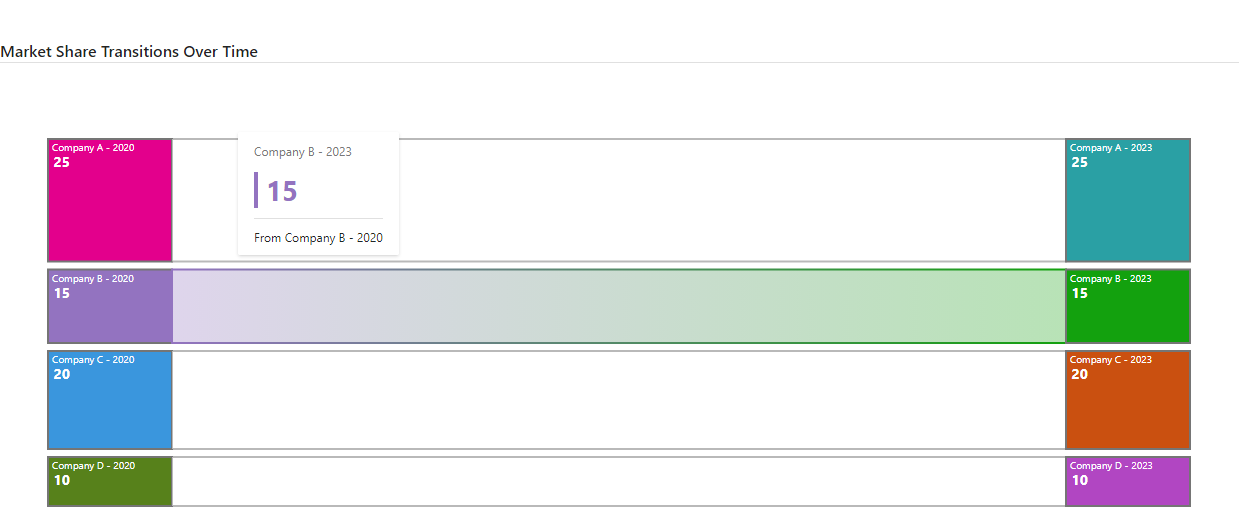 Market Share Transitions Over Time
Company A - 2020
25
Company B - 2023
15
From Company B - 2020
Company A - 2023
25
Company B - 2020
15
Company B - 2023
15
Company C - 2020
20
Company C - 2023
20
Company D - 2020
10
Company D - 2023
10